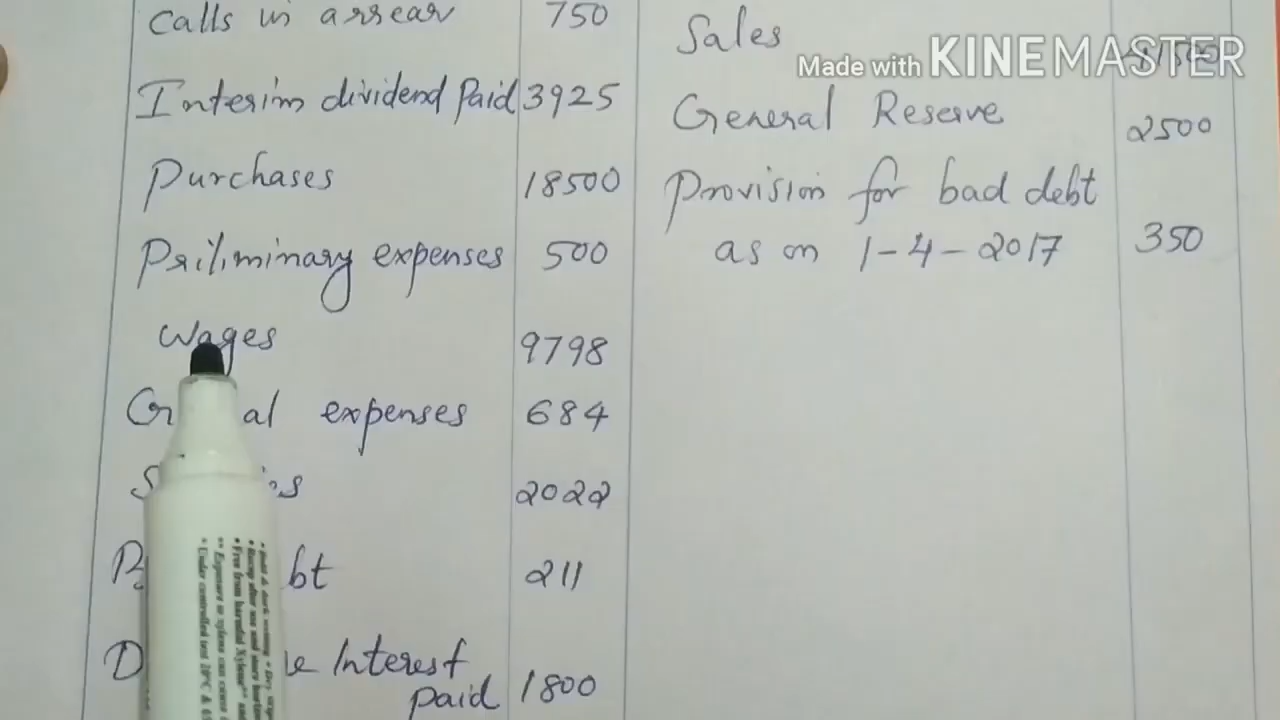 Calls in arrear 750
Sales
Made with KINEMASTER
Interim dividend Paid 3925
General Reserve 2500
Purchases 18500
Provision for bad debt
as on 1-4-2017 350
Priliminary expenses 500
Wages 9798
expenses 684
2022
211
Interest
paid 1800